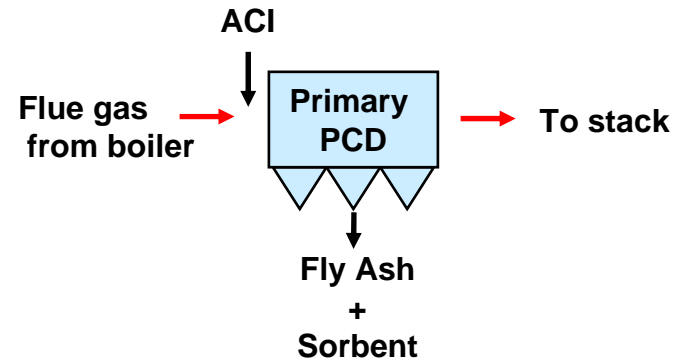 ACI
Flue gas
from boiler
Primary
PCD
To stack
Fly Ash
+
Sorbent